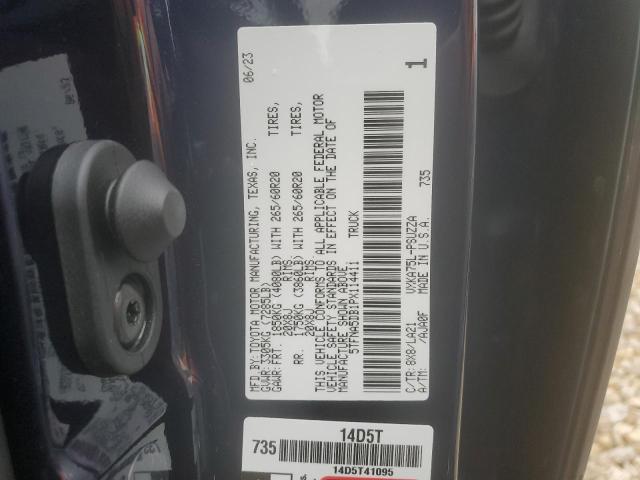 MFD.BY:TOYOTA MOTOR MANUFACTURING, TEXAS, INC. 06/23
GVWR: 3305KG (7285LB)
GAWR: FRT. 1850KG (4080LB) WITH 265/60R20 TIRES,
20X8J RIMS
RR. 1750KG (3860LB) WITH 265/60R20 TIRES,
20X8J RIMS
THIS VEHICLE CONFORMS TO ALL APPLICABLE FEDERAL MOTOR
VEHICLE SAFETY STANDARDS IN EFFECT ON THE DATE OF
MANUFACTURE SHOWN ABOVE.
5TFNA5DB1PX114411 TRUCK
C/TR: 8X8/LA21 VXKA75L-PSUZZA 735
A/TM: /AJA0F MADE IN U.S.A.
1
735 14D5T
14D5T41095